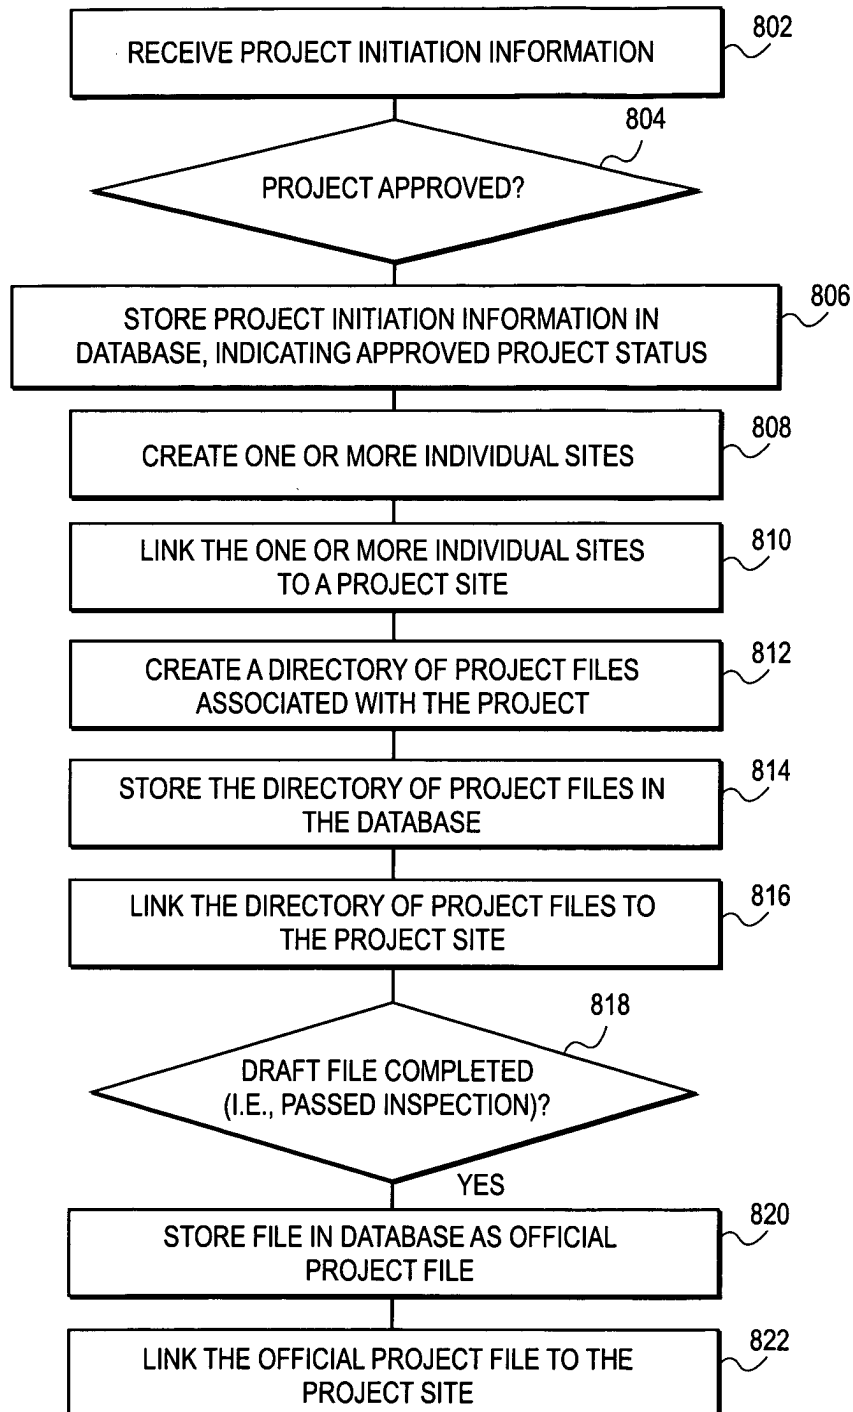 RECEIVE PROJECT INITIATION INFORMATION
802
804
PROJECT APPROVED?
806
STORE PROJECT INITIATION INFORMATION IN
DATABASE, INDICATING APPROVED PROJECT STATUS
808
CREATE ONE OR MORE INDIVIDUAL SITES
810
LINK THE ONE OR MORE INDIVIDUAL SITES
TO A PROJECT SITE
812
CREATE A DIRECTORY OF PROJECT FILES
ASSOCIATED WITH THE PROJECT
814
STORE THE DIRECTORY OF PROJECT FILES IN
THE DATABASE
816
LINK THE DIRECTORY OF PROJECT FILES TO
THE PROJECT SITE
818
DRAFT FILE COMPLETED
(I.E., PASSED INSPECTION)?
YES
820
STORE FILE IN DATABASE AS OFFICIAL
PROJECT FILE
822
LINK THE OFFICIAL PROJECT FILE TO THE
PROJECT SITE